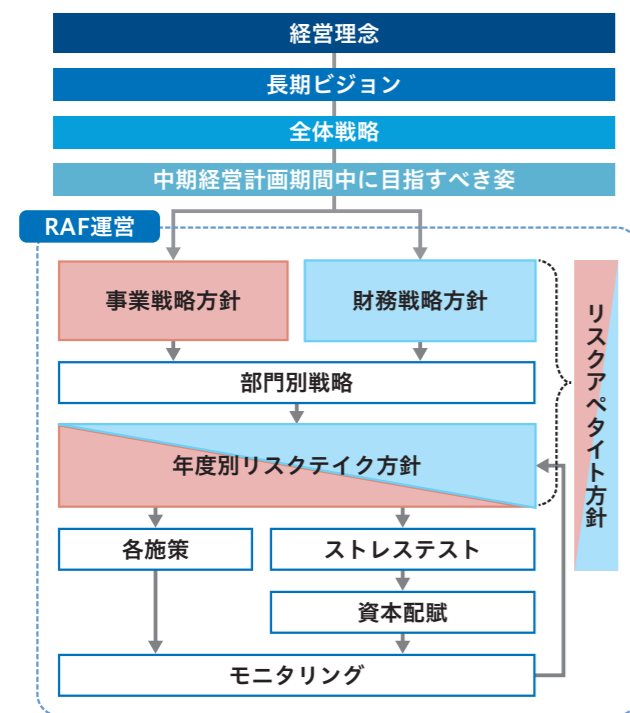 経営理念
長期ビジョン
全体戦略
中期経営計画期間中に目指すべき姿
RAF運営
事業戦略方針
財務戦略方針
リスクアペタイト方針
部門別戦略
年度別リスクテイク方針
各施策
ストレステスト
資本配賦
モニタリング